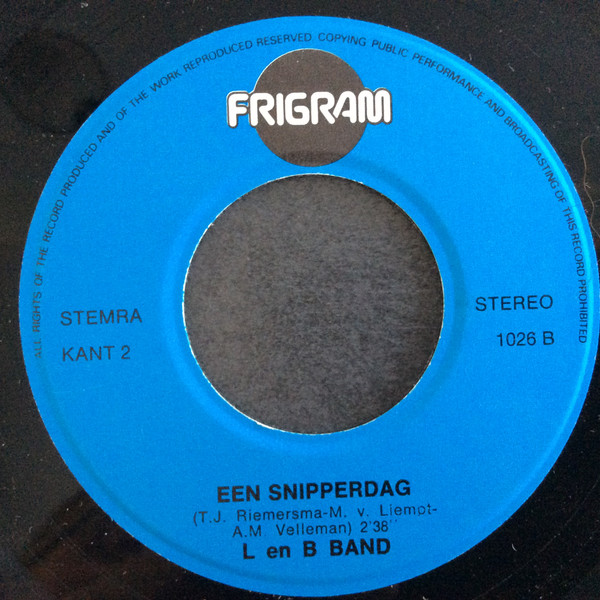 ALL RIGHTS OF THE RECORD PRODUCED AND OF THE WORK REPRODUCED RESERVED. COPYING PUBLIC PERFORMANCE AND BROADCASTING OF THIS RECORD PROHIBITED
FRIGRAM
STEMRA
KANT 2
STEREO
1026 B
EEN SNIPPERDAG
(T.J. Riemersma-M. v. Liempt-
A.M Velleman) 2'38''
L en B BAND